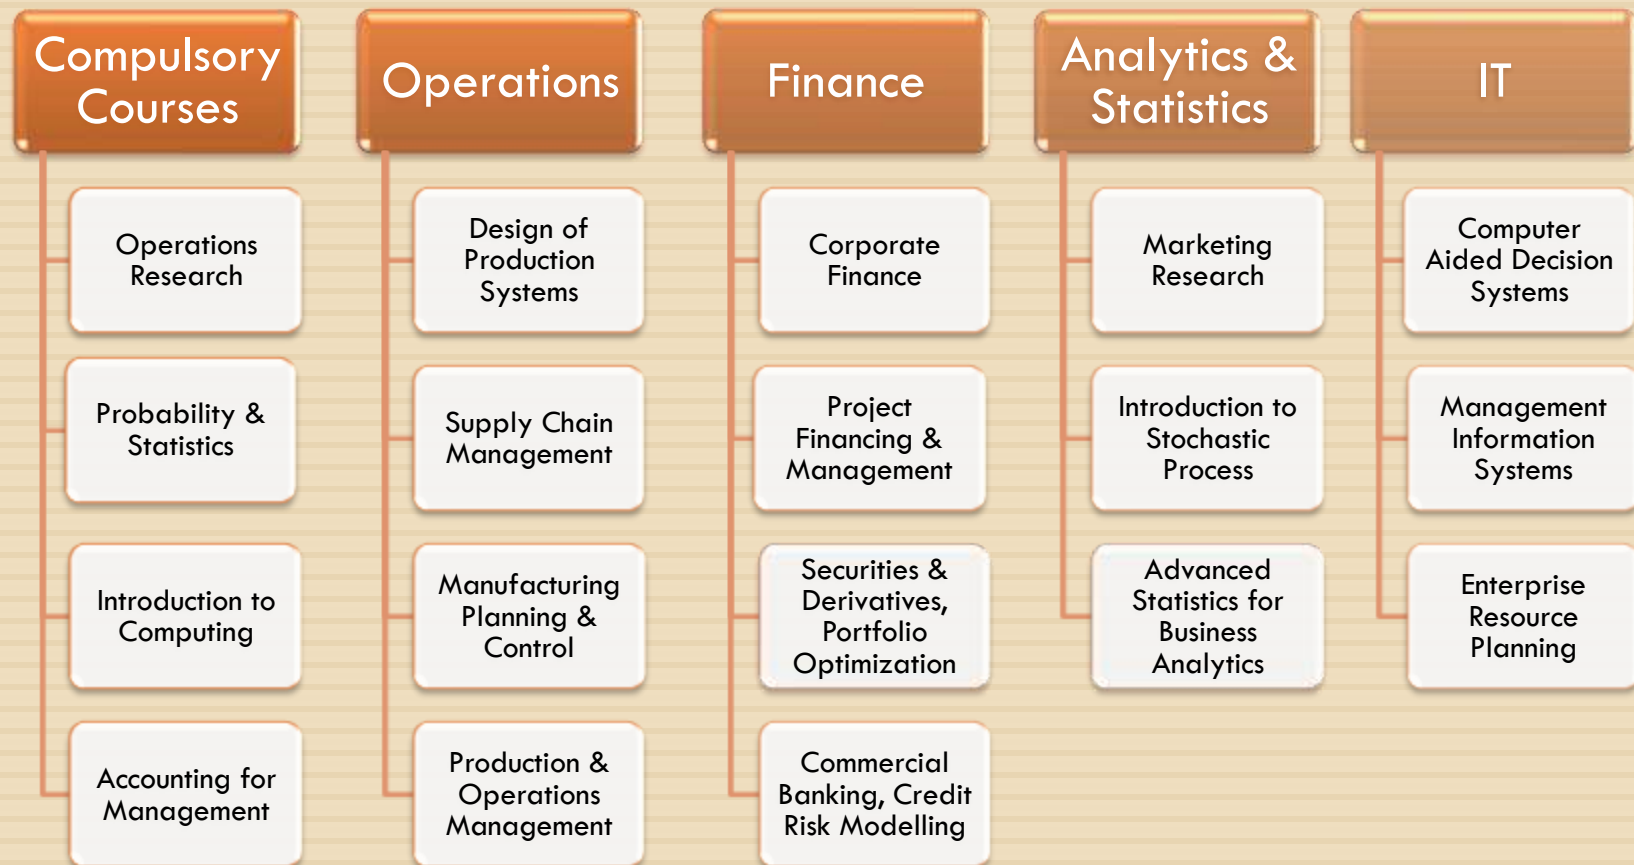 Compulsory
Courses
Operations
Research
Probability &
Statistics
Introduction to
Computing
Accounting for
Management
Operations
Design of
Production
Systems
Supply Chain
Management
Manufacturing
Planning &
Control
Production &
Operations
Management
Finance
Corporate
Finance
Project
Financing &
Management
Securities &
Derivatives,
Portfolio
Optimization
Commercial
Banking, Credit
Risk Modelling
Analytics &
Statistics
Marketing
Research
Introduction to
Stochastic
Process
Advanced
Statistics for
Business
Analytics
IT
Computer
Aided Decision
Systems
Management
Information
Systems
Enterprise
Resource
Planning